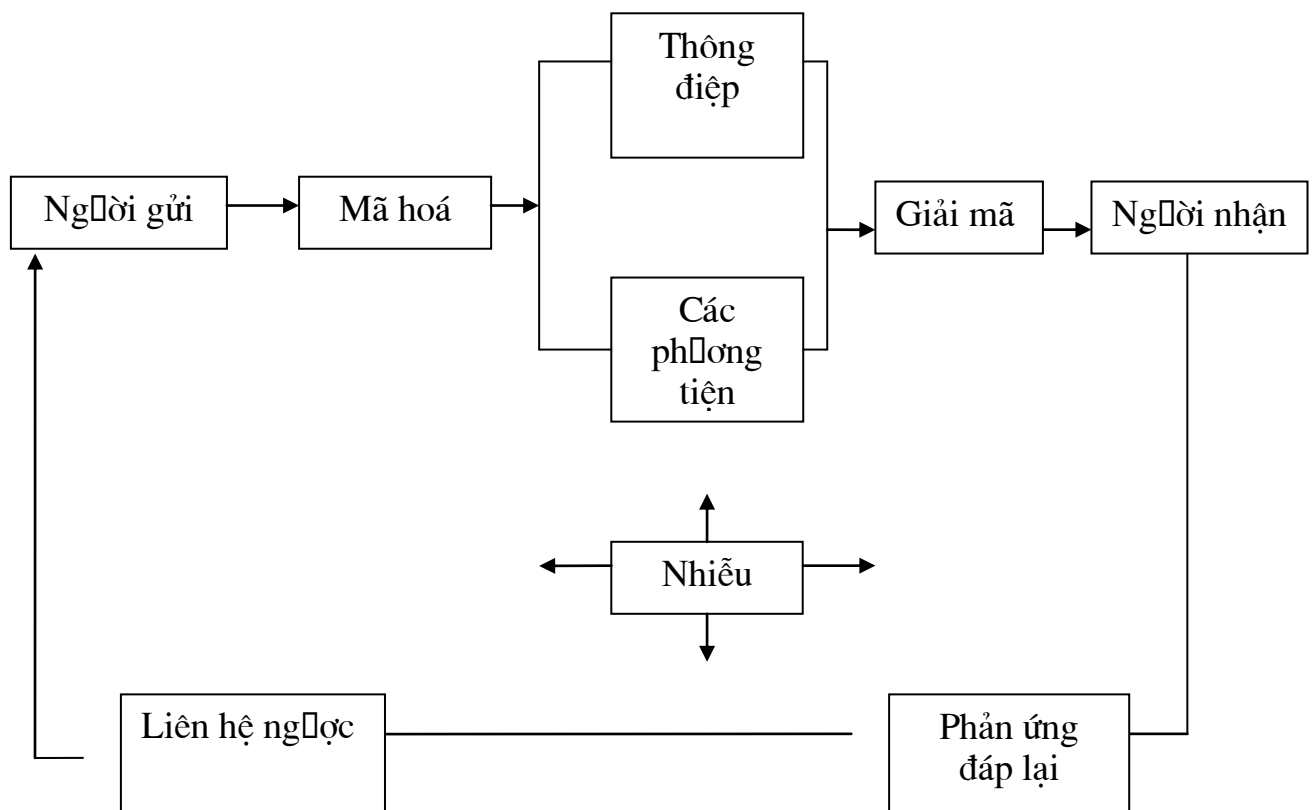 Thông
điệp
Ng▯ời gửi
Mã hoá
Giải mã
Ng▯ời nhận
Các
ph▯ơng
tiện
Nhiễu
Liên hệ ng▯ợc
Phản ứng
đáp lại